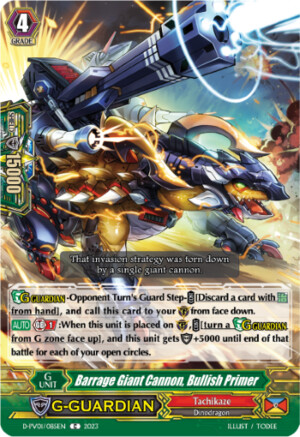 4
GRADE
15000
That invasion strategy was torn down
by a single giant cannon
G GUARDIAN -Opponent Turn's Guard Step- [Discard a card with
from hand], and call this card to your from face down.
AUTO :When this unit is placed on , [turn a G GUARDIAN
from G zone face up], and this unit gets +5000 until end of that
battle for each of your open circles.
G
UNIT
Barrage Giant Cannon, Bullish Primer
G-GUARDIAN
Tachikaze
Dinodragon
D-PV01/085EN C 2023
ILLUST / TODEE